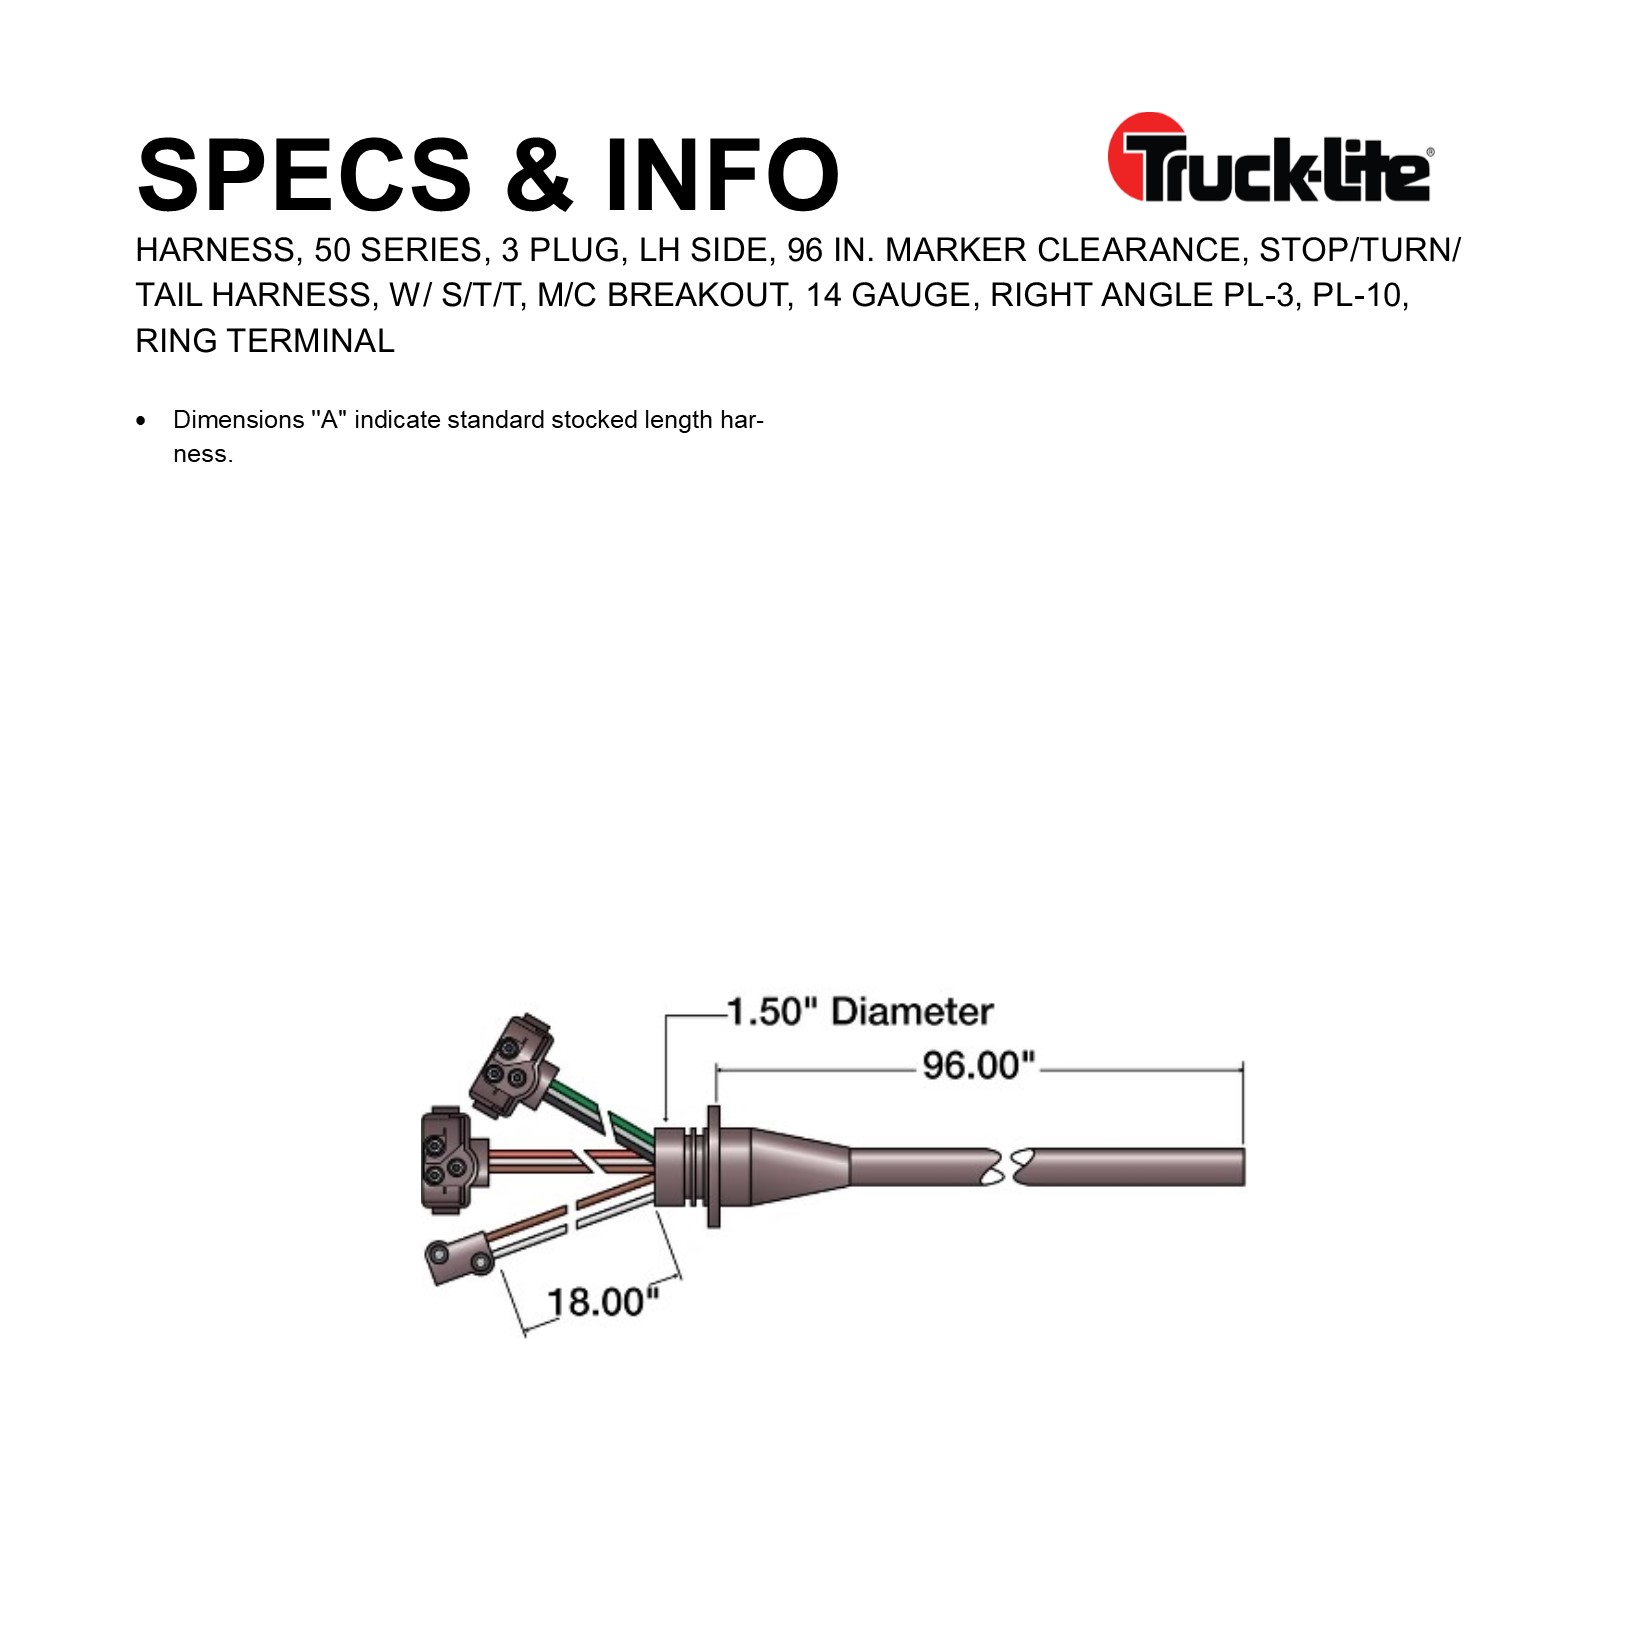 SPECS & INFO
Truck-Lite®
HARNESS, 50 SERIES, 3 PLUG, LH SIDE, 96 IN. MARKER CLEARANCE, STOP/TURN/
TAIL HARNESS, W/ S/T/T, M/C BREAKOUT, 14 GAUGE, RIGHT ANGLE PL-3, PL-10,
RING TERMINAL
• Dimensions "A" indicate standard stocked length har-
ness.
1.50" Diameter
96.00"
18.00"